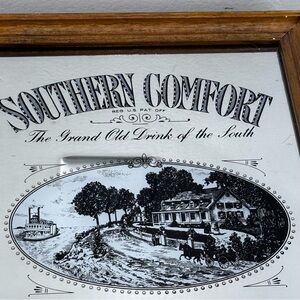 SOUTHERN COMFORT
REG. U.S. PAT. OFF.
The Grand Old Drink of the South